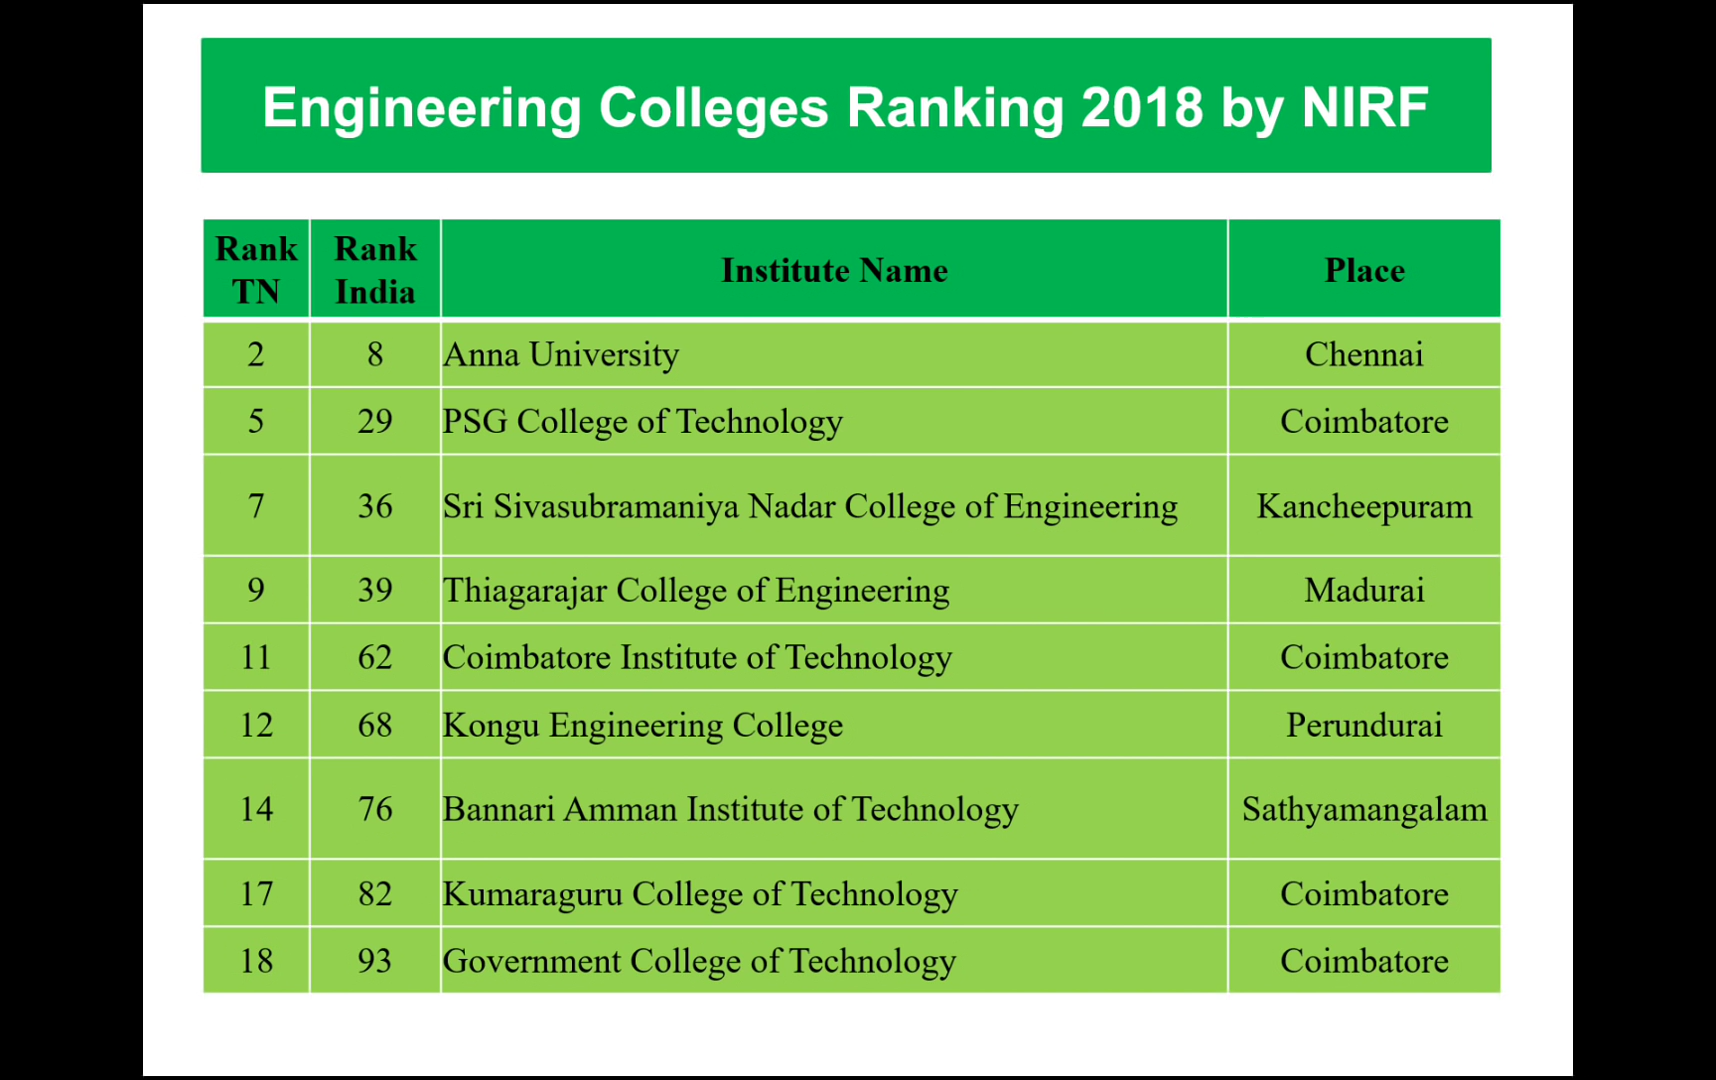 Engineering Colleges Ranking 2018 by NIRF
Rank TN Rank India Institute Name Place
2 8 Anna University Chennai
5 29 PSG College of Technology Coimbatore
7 36 Sri Sivasubramaniya Nadar College of Engineering Kancheepuram
9 39 Thiagarajar College of Engineering Madurai
11 62 Coimbatore Institute of Technology Coimbatore
12 68 Kongu Engineering College Perundurai
14 76 Bannari Amman Institute of Technology Sathyamangalam
17 82 Kumaraguru College of Technology Coimbatore
18 93 Government College of Technology Coimbatore